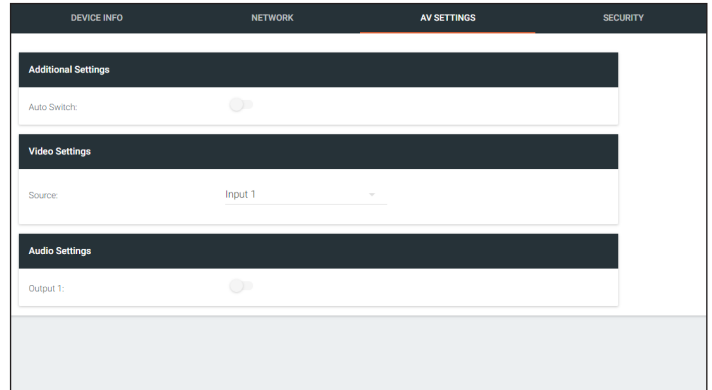 DEVICE INFO NETWORK AV SETTINGS SECURITY
Additional Settings
Auto Switch:
Video Settings
Source: Input 1
Audio Settings
Output 1: